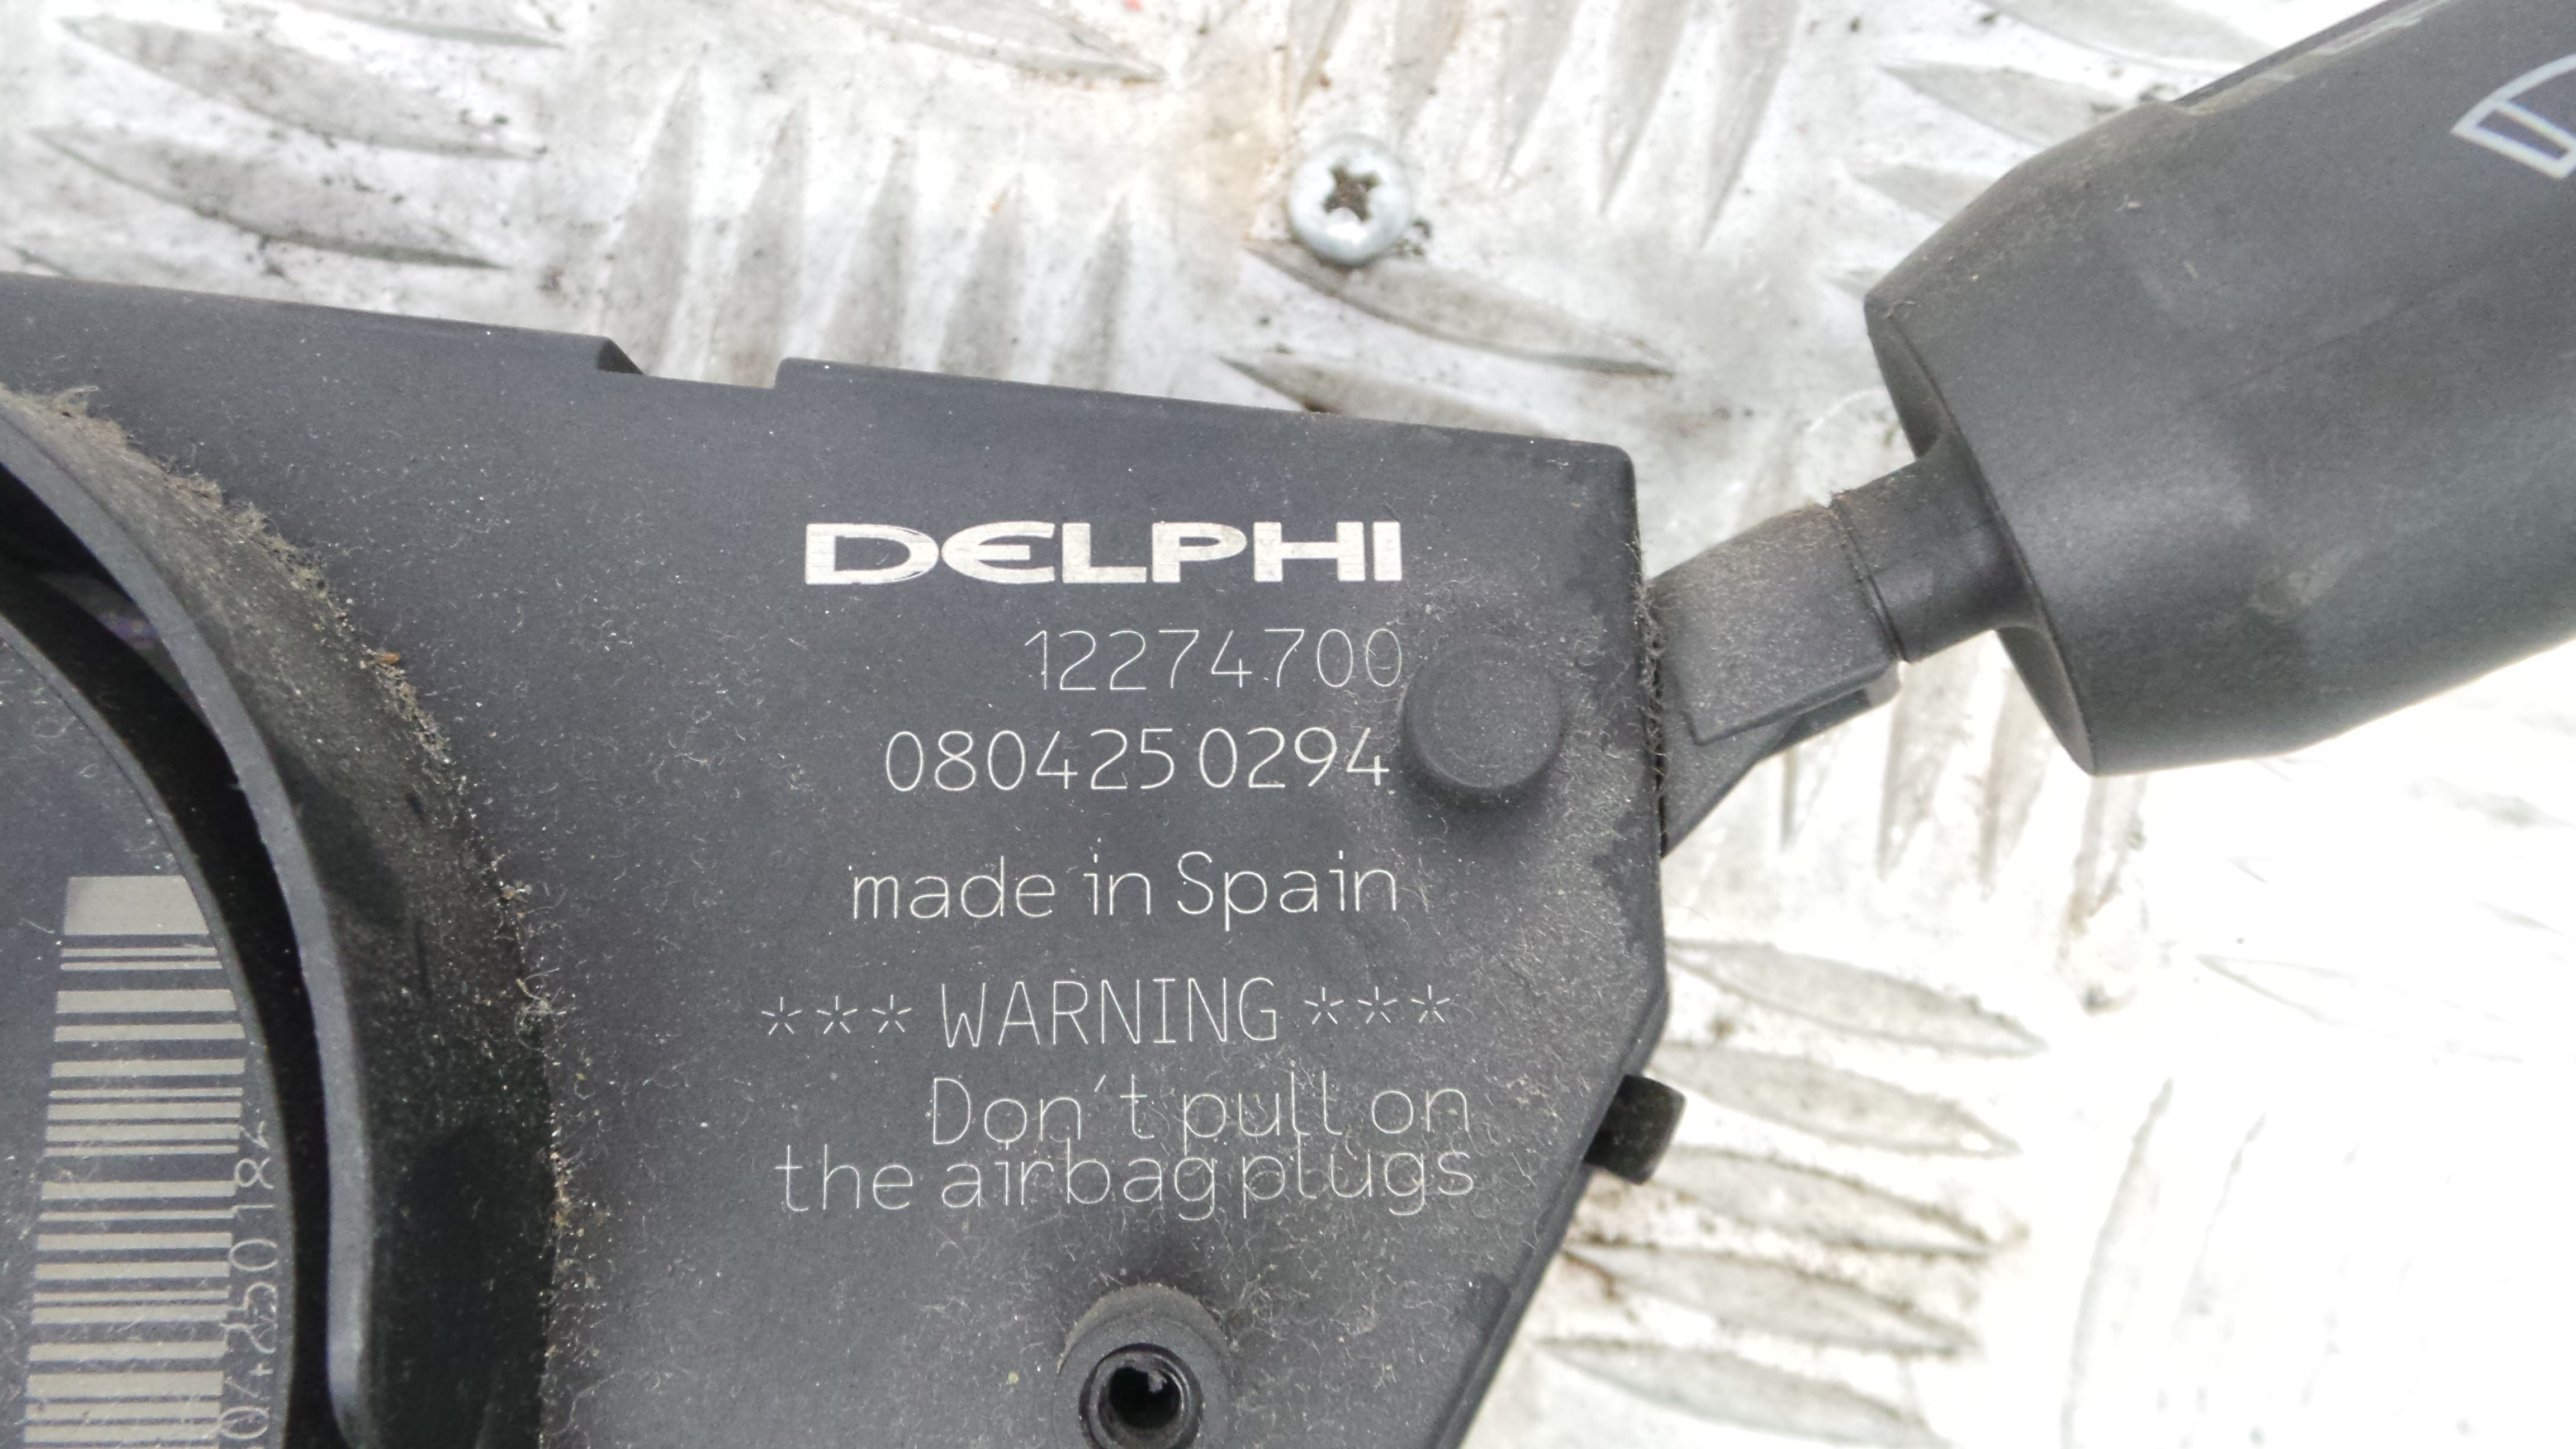 DELPHI
12274700
0804250294
made in Spain
*** WARNING ***
Don't pull on
the airbag plugs